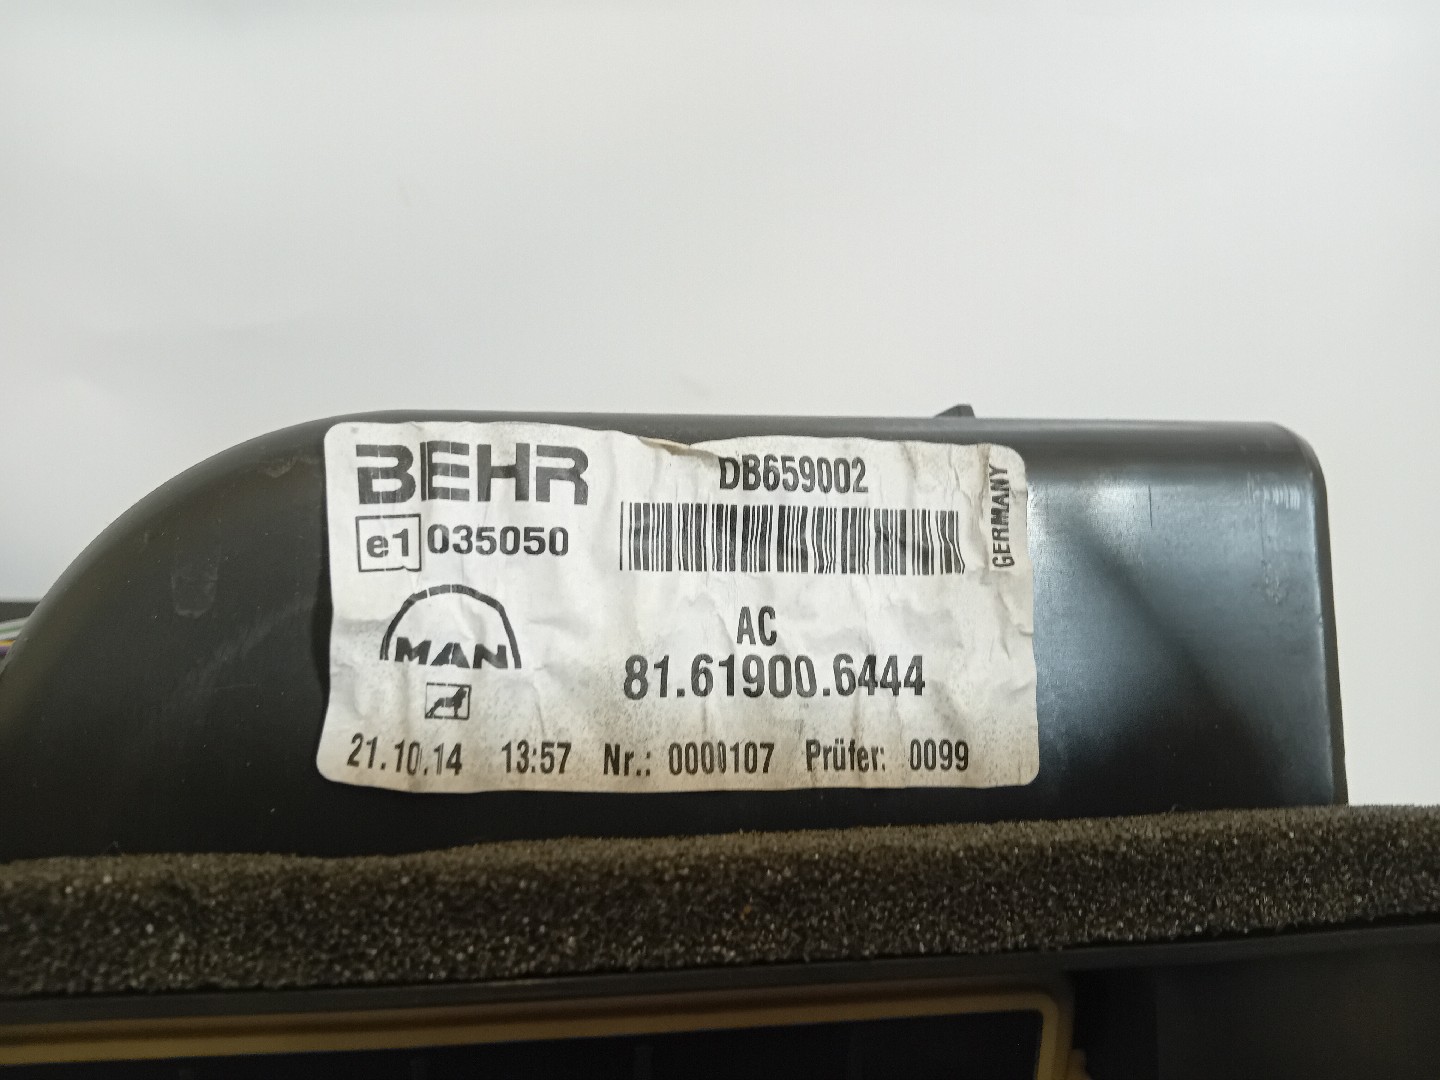 BEHR
DB659002
GERMANY
e1 035050
MAN
AC
81.61900.6444
21.10.14 13:57 Nr.: 0000107 Prüfer: 0099